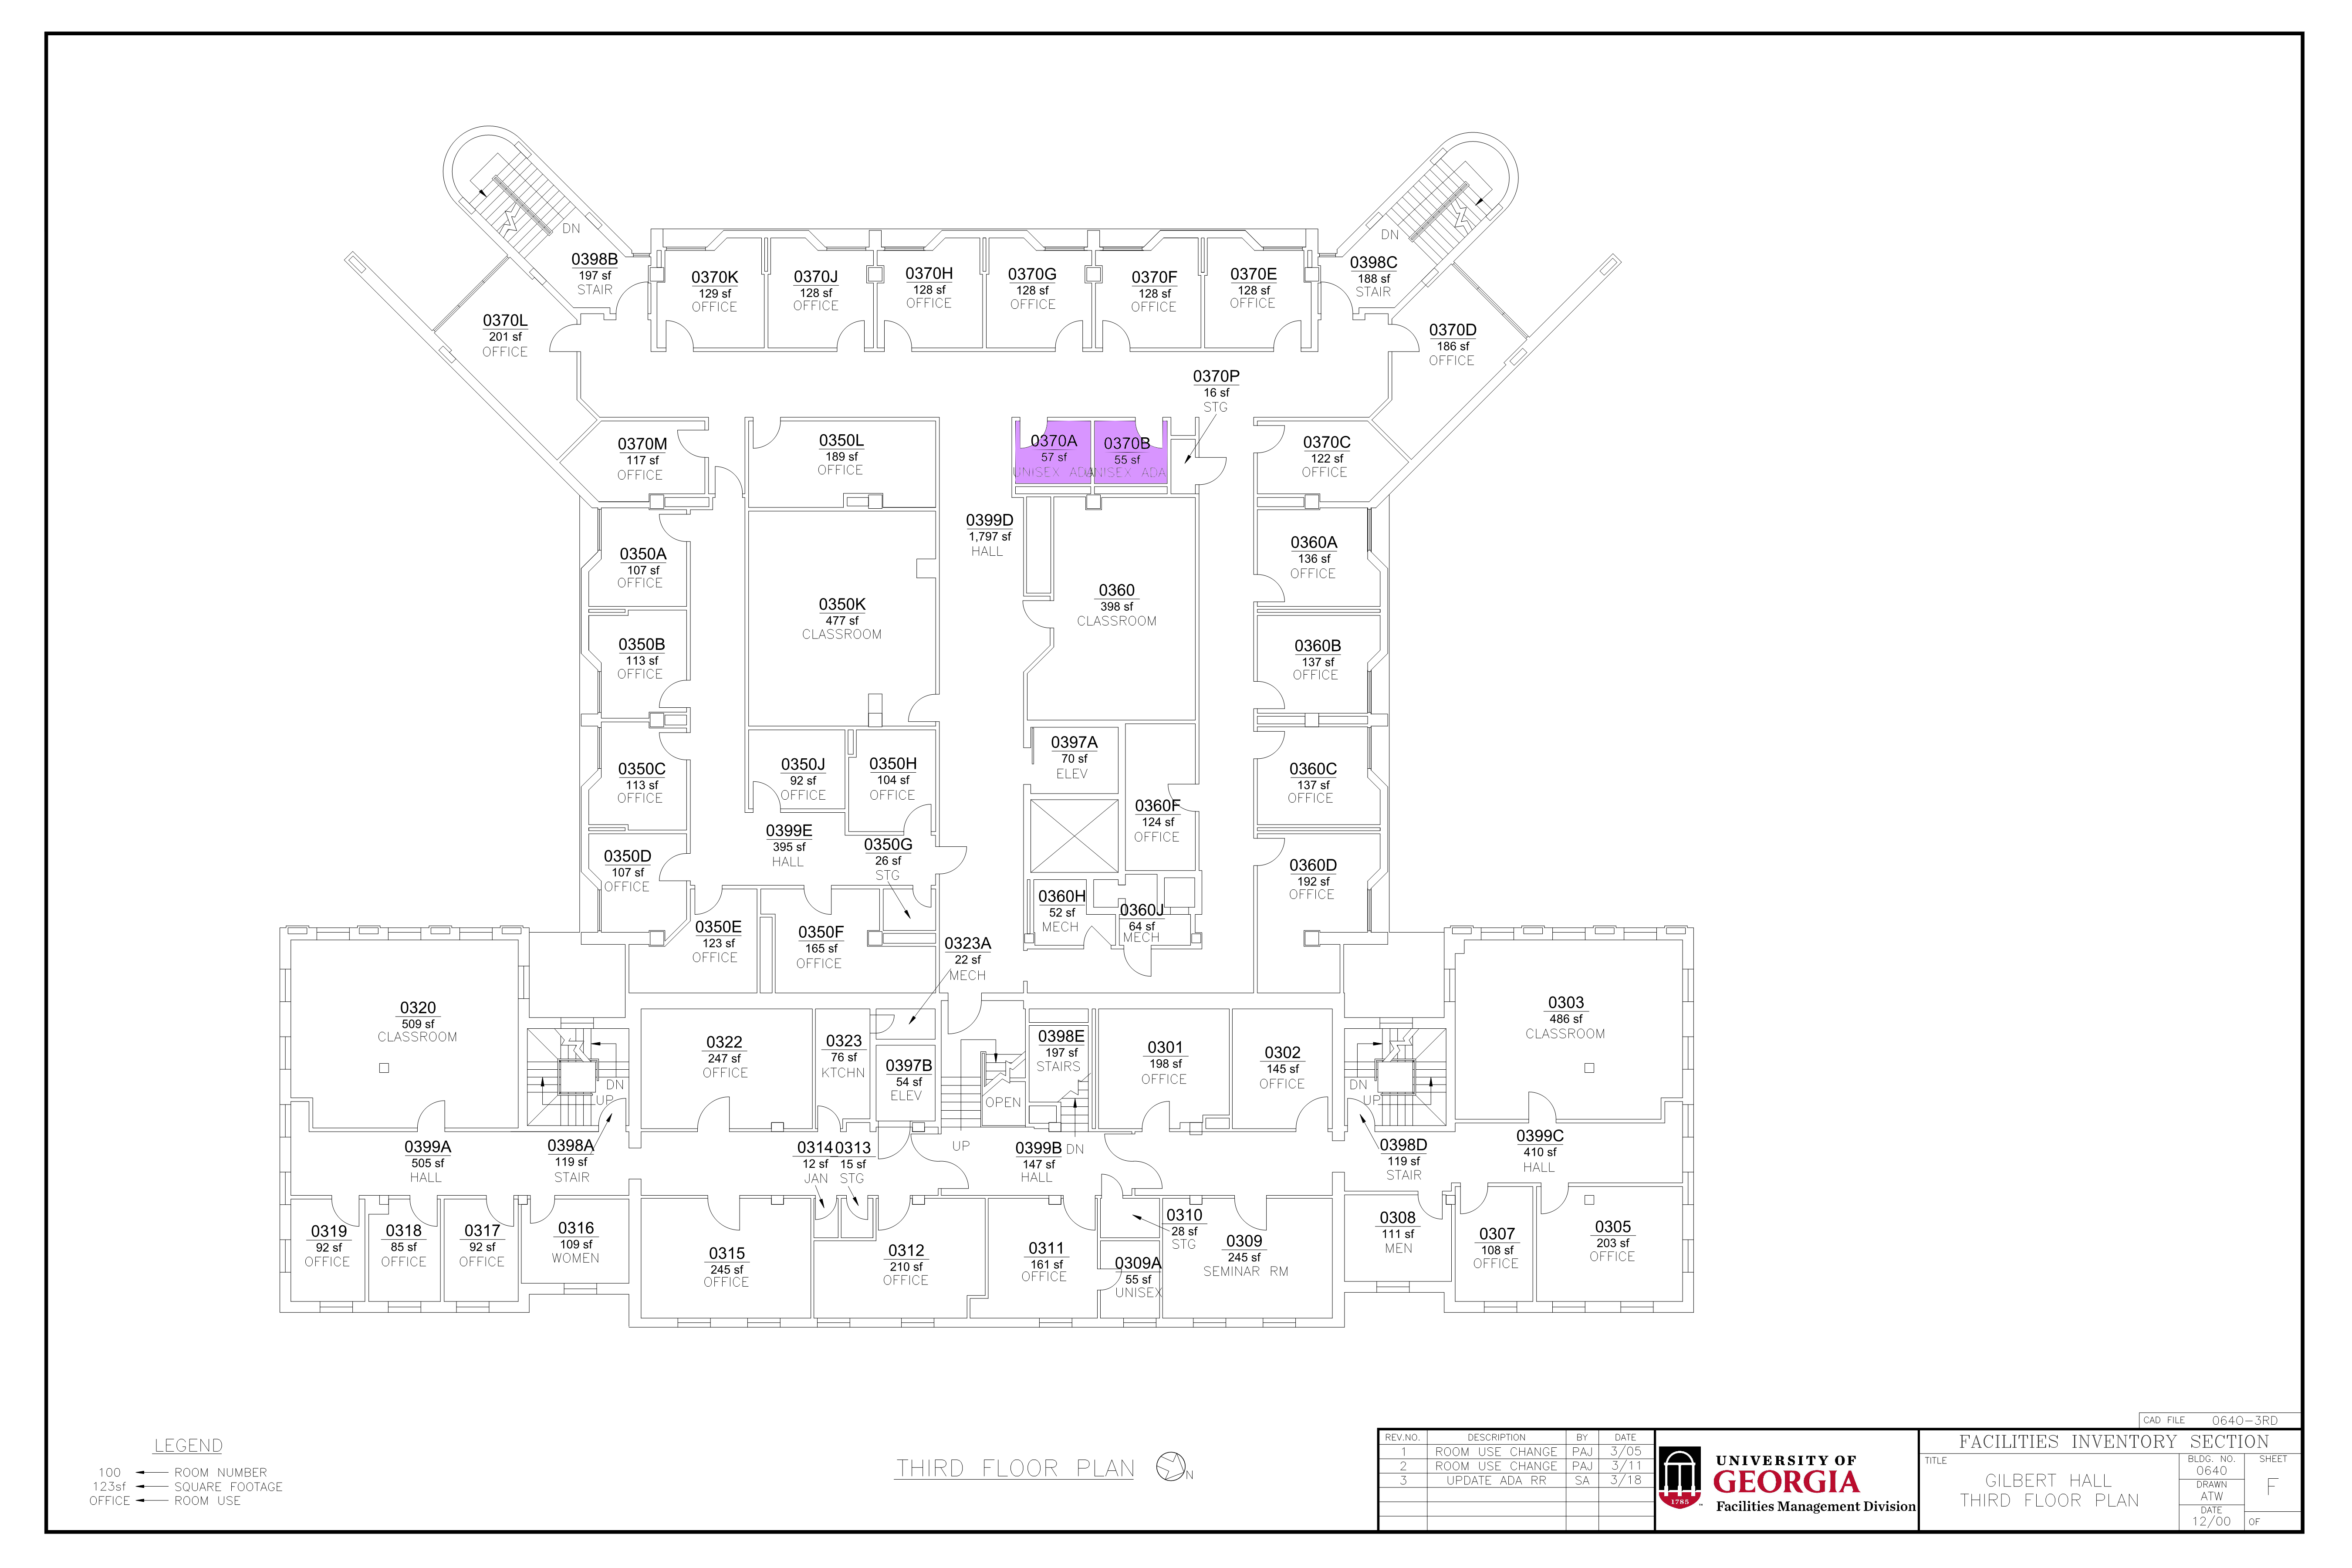 DN
DN
0398B
197 sf
STAIR
0370K
129 sf
OFFICE
0370J
128 sf
OFFICE
0370H
128 sf
OFFICE
0370G
128 sf
OFFICE
0370F
128 sf
OFFICE
0370E
128 sf
OFFICE
0398C
188 sf
STAIR
0370L
201 sf
OFFICE
0370D
186 sf
OFFICE
0370P
16 sf
STG
0370M
117 sf
OFFICE
0350L
189 sf
OFFICE
0370A
57 sf
UNISEX ADA
0370B
55 sf
UNISEX ADA
0370C
122 sf
OFFICE
0399D
1,797 sf
HALL
0350A
107 sf
OFFICE
0360A
136 sf
OFFICE
0350K
477 sf
CLASSROOM
0360
398 sf
CLASSROOM
0350B
113 sf
OFFICE
0360B
137 sf
OFFICE
0350C
113 sf
OFFICE
0350J
92 sf
OFFICE
0350H
104 sf
OFFICE
0397A
70 sf
ELEV
0360C
137 sf
OFFICE
0360F
124 sf
OFFICE
0399E
395 sf
HALL
0350G
26 sf
STG
0350D
107 sf
OFFICE
0360D
192 sf
OFFICE
0360H
52 sf
MECH
0360J
64 sf
MECH
0350E
123 sf
OFFICE
0350F
165 sf
OFFICE
0323A
22 sf
MECH
0320
509 sf
CLASSROOM
0303
486 sf
CLASSROOM
DN
UP
0322
247 sf
OFFICE
0323
76 sf
KTCHN
0397B
54 sf
ELEV
OPEN
0398E
197 sf
STAIRS
0301
198 sf
OFFICE
0302
145 sf
OFFICE
DN
UP
0399A
505 sf
HALL
0398A
119 sf
STAIR
0314
12 sf
JAN
0313
15 sf
STG
UP
0399B
147 sf
HALL
DN
0398D
119 sf
STAIR
0399C
410 sf
HALL
0319
92 sf
OFFICE
0318
85 sf
OFFICE
0317
92 sf
OFFICE
0316
109 sf
WOMEN
0315
245 sf
OFFICE
0312
210 sf
OFFICE
0311
161 sf
OFFICE
0310
28 sf
STG
0309A
55 sf
UNISEX
0309
245 sf
SEMINAR RM
0308
111 sf
MEN
0307
108 sf
OFFICE
0305
203 sf
OFFICE
LEGEND
100 ROOM NUMBER
123sf SQUARE FOOTAGE
OFFICE ROOM USE
THIRD FLOOR PLAN N
CAD FILE 0640-3RD
REV.NO. DESCRIPTION BY DATE
1 ROOM USE CHANGE PAJ 3/05
2 ROOM USE CHANGE PAJ 3/11
3 UPDATE ADA RR SA 3/18
1785
UNIVERSITY OF
GEORGIA
Facilities Management Division
FACILITIES INVENTORY SECTION
TITLE
GILBERT HALL
THIRD FLOOR PLAN
BLDG. NO.
0640
DRAWN
ATW
DATE
12/00
SHEET
F
OF